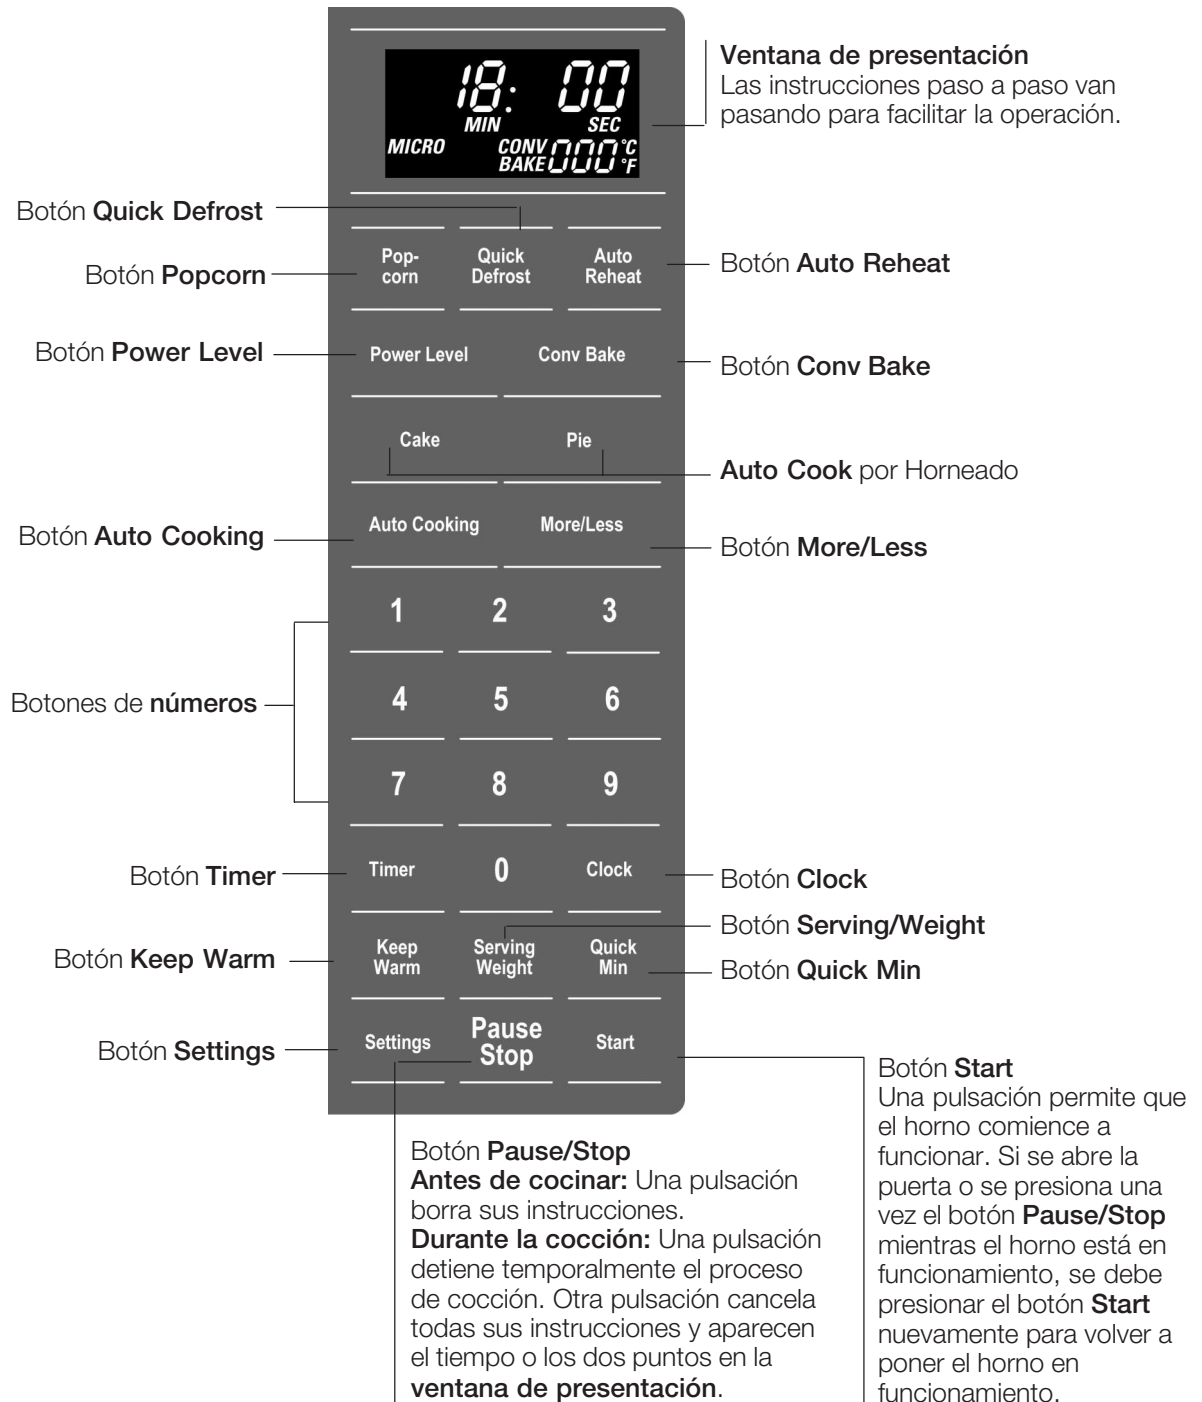 Ventana de presentación
Las instrucciones paso a paso van
pasando para facilitar la operación.
18: 00
MIN SEC
MICRO CONV BAKE 000 °C °F
Botón Quick Defrost
Botón Popcorn
Pop-
corn
Quick
Defrost
Auto
Reheat
Botón Auto Reheat
Botón Power Level
Power Level
Conv Bake
Botón Conv Bake
Cake
Pie
Auto Cook por Horneado
Botón Auto Cooking
Auto Cooking
More/Less
Botón More/Less
1 2 3
Botones de números
4 5 6
7 8 9
Botón Timer
Timer
0
Clock
Botón Clock
Botón Serving/Weight
Botón Keep Warm
Keep
Warm
Serving
Weight
Quick
Min
Botón Quick Min
Botón Settings
Settings
Pause
Stop
Start
Botón Pause/Stop
Antes de cocinar: Una pulsación
borra sus instrucciones.
Durante la cocción: Una pulsación
detiene temporalmente el proceso
de cocción. Otra pulsación cancela
todas sus instrucciones y aparecen
el tiempo o los dos puntos en la
ventana de presentación.
Botón Start
Una pulsación permite que
el horno comience a
funcionar. Si se abre la
puerta o se presiona una
vez el botón Pause/Stop
mientras el horno está en
funcionamiento, se debe
presionar el botón Start
nuevamente para volver a
poner el horno en
funcionamiento.